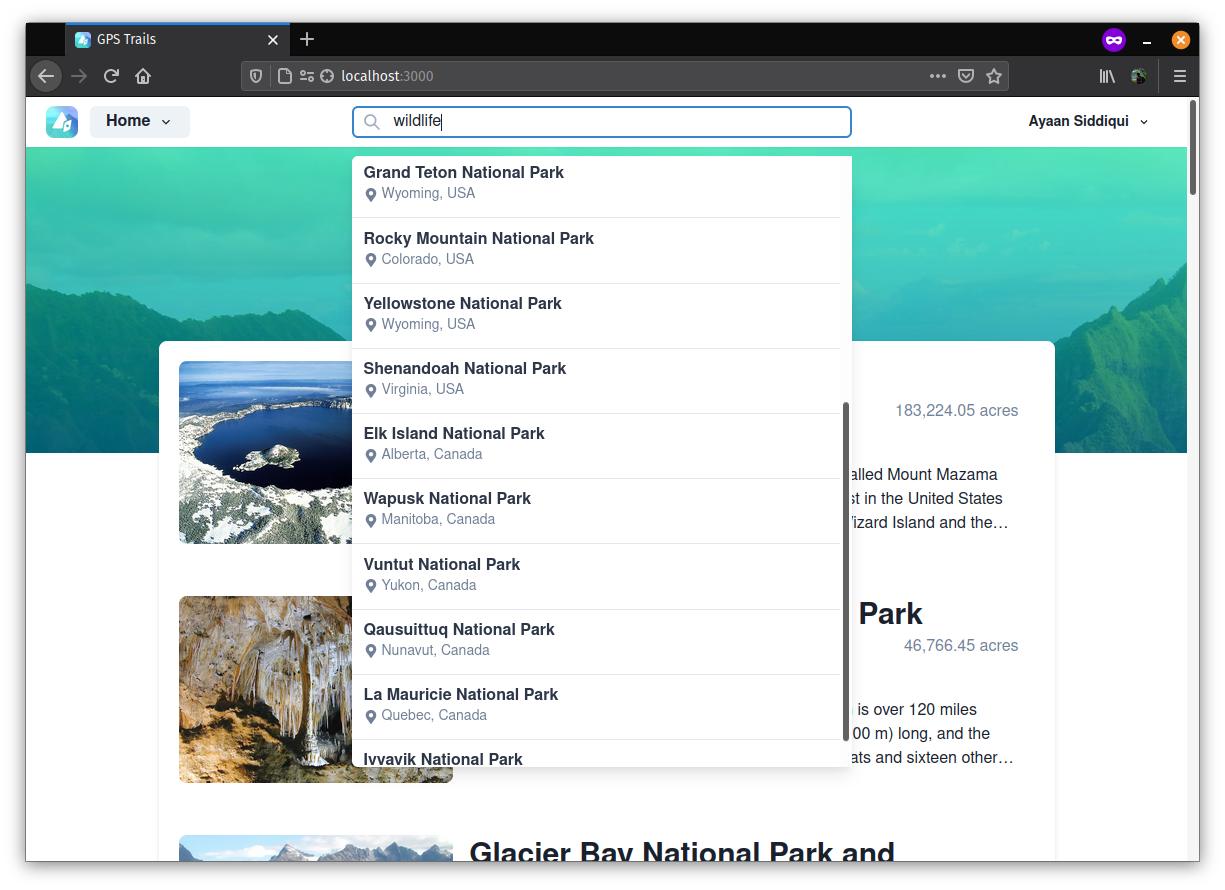 GPS Trails
localhost:3000
Home
wildlife
Ayaan Siddiqui
Grand Teton National Park
Wyoming, USA
Rocky Mountain National Park
Colorado, USA
Yellowstone National Park
Wyoming, USA
Shenandoah National Park
Virginia, USA
Elk Island National Park
Alberta, Canada
Wapusk National Park
Manitoba, Canada
Vuntut National Park
Yukon, Canada
Qausuittuq National Park
Nunavut, Canada
La Mauricie National Park
Quebec, Canada
Ivvavik National Park
183,224.05 acres
alled Mount Mazama
st in the United States
Wizard Island and the…
Park
46,766.45 acres
is over 120 miles
00 m) long, and the
ats and sixteen other…
Glacier Bay National Park and